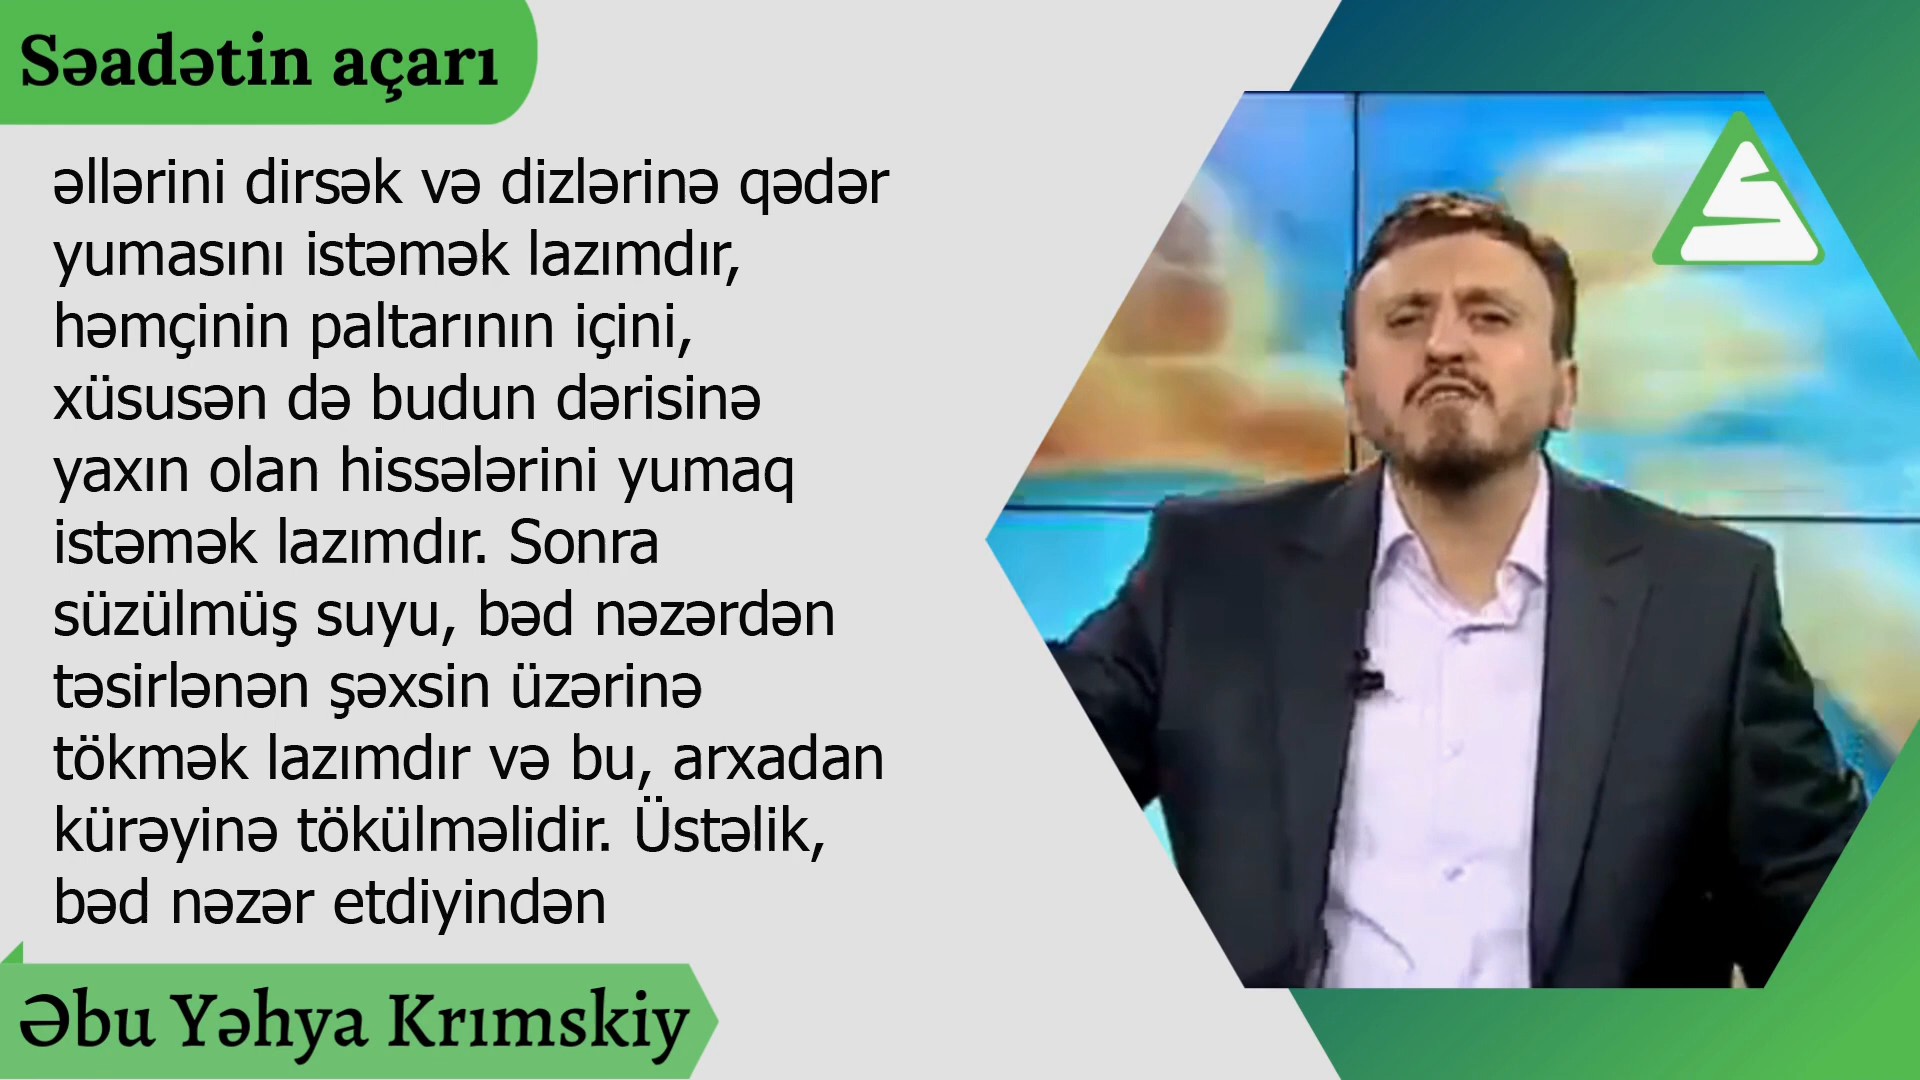 Səadətin açarı
əllərini dirsək və dizlərinə qədər
yumasını istəmək lazımdır,
həmçinin paltarının içini,
xüsusən də budun dərisinə
yaxın olan hissələrini yumaq
istəmək lazımdır. Sonra
süzülmüş suyu, bəd nəzərdən
təsirlənən şəxsin üzərinə
tökmək lazımdır və bu, arxadan
kürəyinə tökülməlidir. Üstəlik,
bəd nəzər etdiyindən
Əbu Yəhya Krımskiy